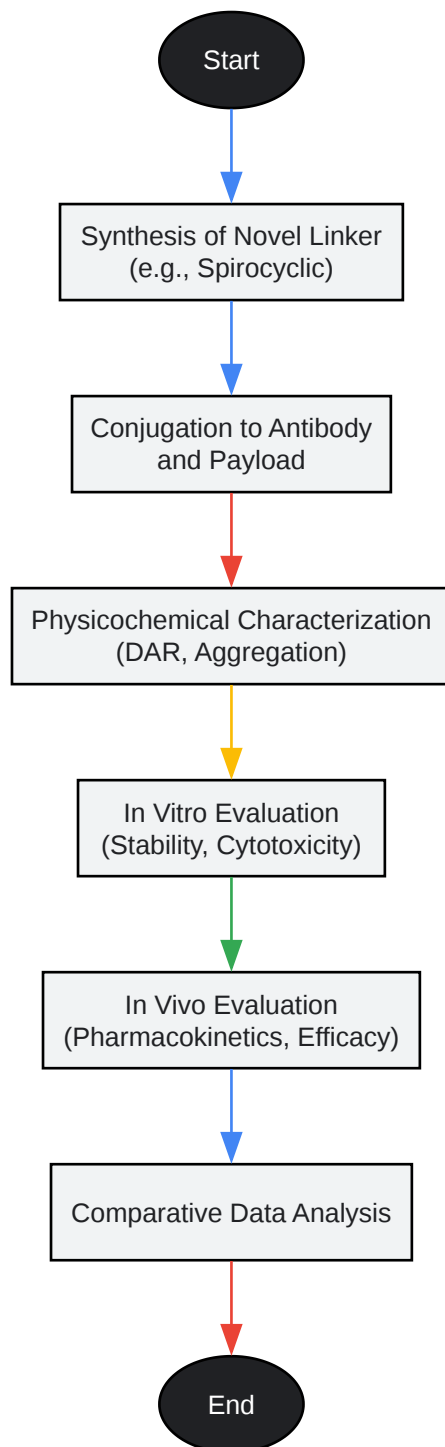 Start
Synthesis of Novel Linker
(e.g., Spirocyclic)
Conjugation to Antibody
and Payload
Physicochemical Characterization
(DAR, Aggregation)
In Vitro Evaluation
(Stability, Cytotoxicity)
In Vivo Evaluation
(Pharmacokinetics, Efficacy)
Comparative Data Analysis
End